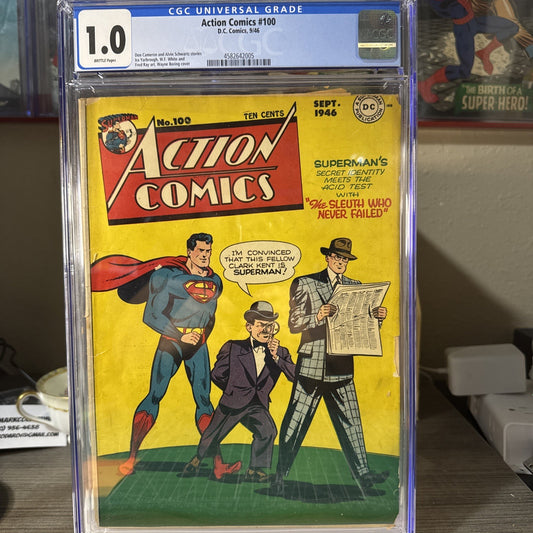 CGC UNIVERSAL GRADE
1.0
BRITTLE Pages
Action Comics #100
D.C. Comics, 9/46
Don Cameron and Alvin Schwartz stories
Ira Yarbrough, W.F. White and
Fred Ray art, Wayne Boring cover
4582642005
CGC
THE BIRTH OF
SUPER HERO!
SUPERMAN
No.100
TEN CENTS
SEPT.
1946
DC
PUBLICATION
ACTION
COMICS
SUPERMAN'S
SECRET IDENTITY
MEETS THE
ACID TEST
WITH
"The SLEUTH WHO
NEVER FAILED"
I'M CONVINCED
THAT THIS FELLOW
CLARK KENT IS
SUPERMAN!
S